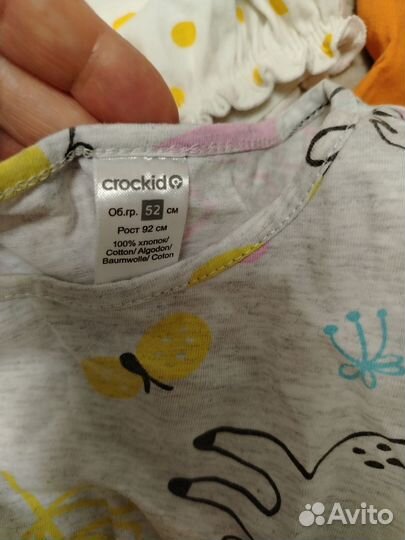 crockid
Об.гр. 52 см
Рост 92 см
100% хлопок/
Cotton/ Algodon/
Baumwolle/ Coton
Avito